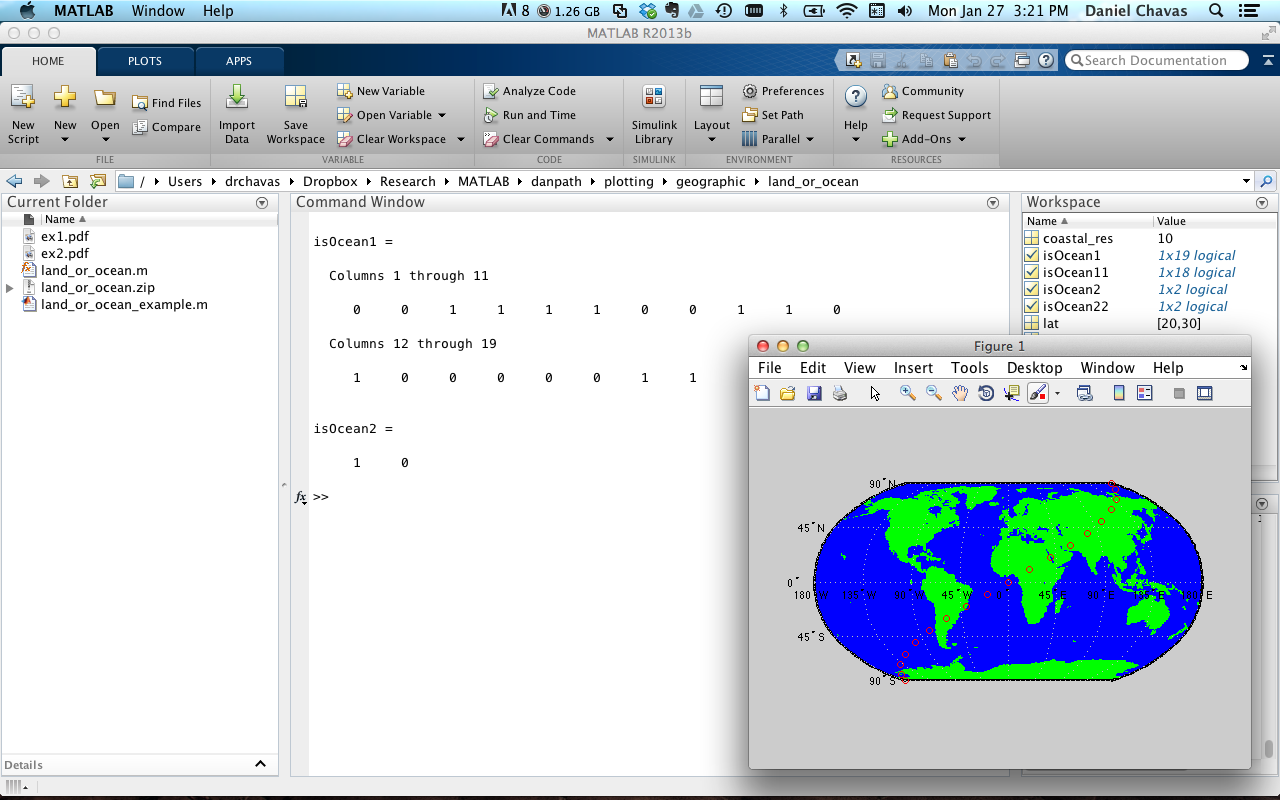 MATLAB Window Help 8 1.26 GB Mon Jan 27 3:21 PM Daniel Chavas
MATLAB R2013b
HOME PLOTS APPS Search Documentation
New Script
New
Open
Find Files
Compare
Import Data
Save Workspace
New Variable
Open Variable
Clear Workspace
Analyze Code
Run and Time
Clear Commands
Simulink Library
Layout
Preferences
Set Path
Parallel
Help
Community
Request Support
Add-Ons
FILE VARIABLE CODE SIMULINK ENVIRONMENT RESOURCES
/ Users drchavas Dropbox Research MATLAB danpath plotting geographic land_or_ocean
Current Folder
Name
ex1.pdf
ex2.pdf
land_or_ocean.m
land_or_ocean.zip
land_or_ocean_example.m
Details
Command Window
isOcean1 =
Columns 1 through 11
0 0 1 1 1 1 0 0 1 1 0
Columns 12 through 19
1 0 0 0 0 0 1 1
isOcean2 =
1 0
fx >>
Workspace
Name Value
coastal_res 10
isOcean1 1x19 logical
isOcean11 1x18 logical
isOcean2 1x2 logical
isOcean22 1x2 logical
lat [20,30]
Figure 1
File Edit View Insert Tools Desktop Window Help
90° N
45° N
0°
180 45 W 45 E
45° S
90° S